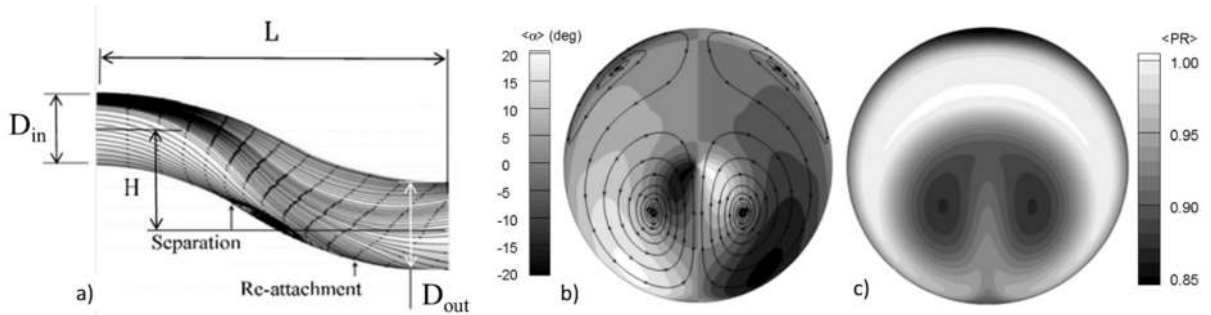 L
D_in
H
Separation
Re-attachment
D_out
a)
<α> (deg)
20
15
10
5
0
-5
-10
-15
-20
b)
<PR>
1.00
0.95
0.90
0.85
c)